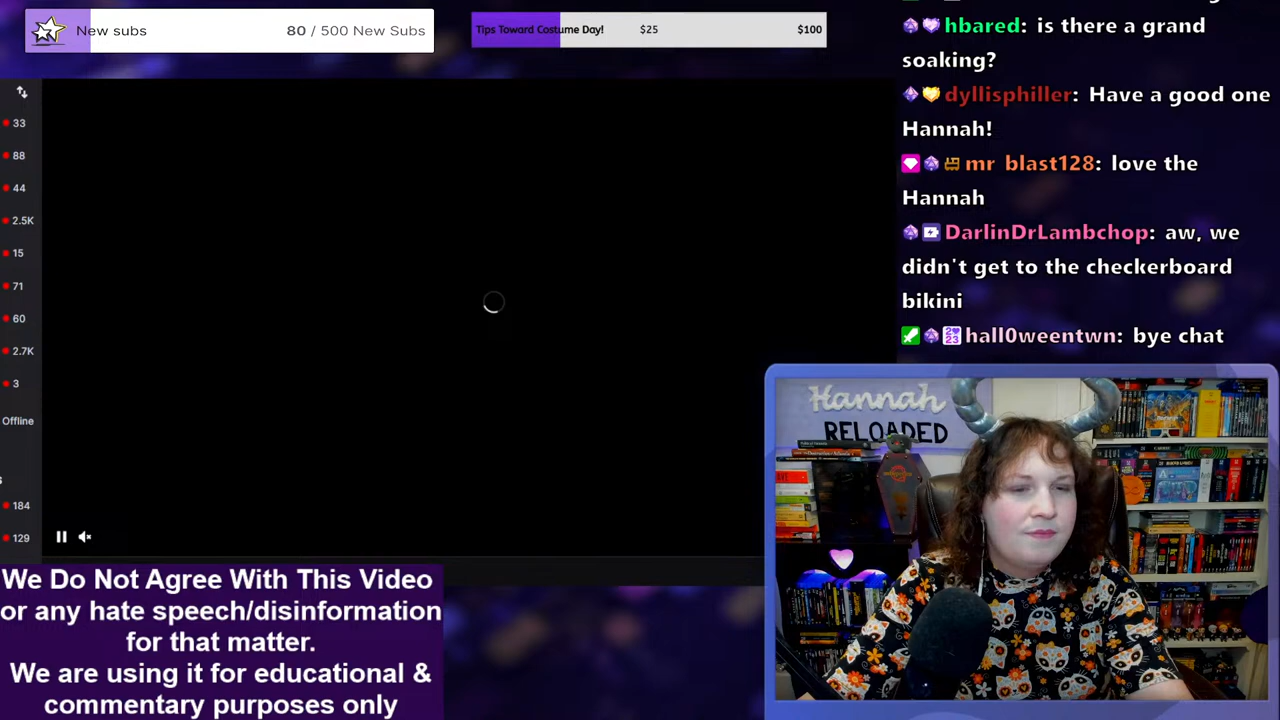 New subs
80 / 500 New Subs
Tips Toward Costume Day!
$25
$100
hbared: is there a grand
soaking?
dyllisphiller: Have a good one
Hannah!
mr_blast128: love the
Hannah
DarlinDrLambchop: aw, we
didn't get to the checkerboard
bikini
hall0weentwn: bye chat
33
88
44
2.5K
15
71
60
2.7K
3
Offline
184
129
We Do Not Agree With This Video
or any hate speech/disinformation
for that matter.
We are using it for educational &
commentary purposes only
Hannah
RELOADED